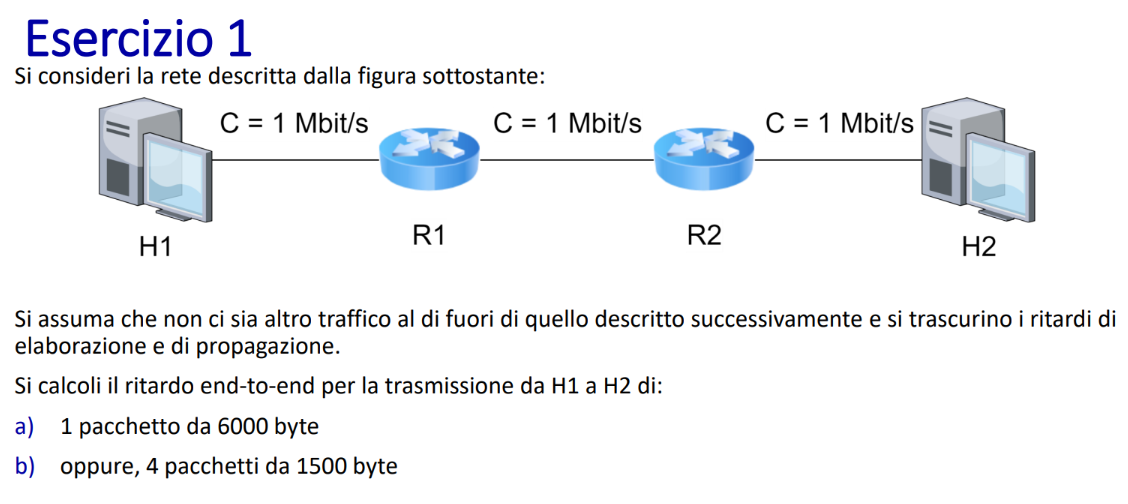 Esercizio 1
Si consideri la rete descritta dalla figura sottostante:
C = 1 Mbit/s C = 1 Mbit/s C = 1 Mbit/s
H1 R1 R2 H2
Si assuma che non ci sia altro traffico al di fuori di quello descritto successivamente e si trascurino i ritardi di
elaborazione e di propagazione.
Si calcoli il ritardo end-to-end per la trasmissione da H1 a H2 di:
a) 1 pacchetto da 6000 byte
b) oppure, 4 pacchetti da 1500 byte